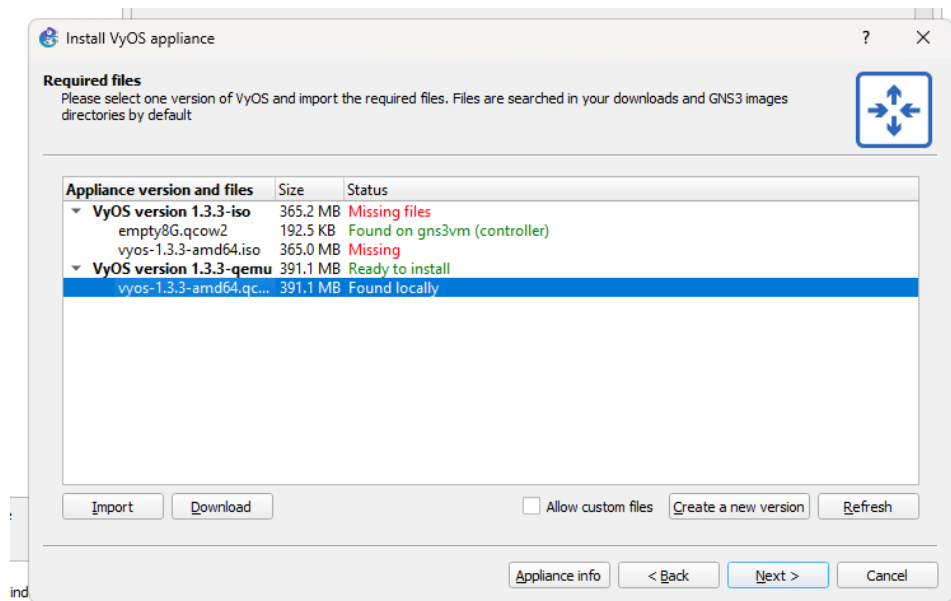 Install VyOS appliance
?
Required files
Please select one version of VyOS and import the required files. Files are searched in your downloads and GNS3 images
directories by default
Appliance version and files Size Status
VyOS version 1.3.3-iso 365.2 MB Missing files
empty8G.qcow2 192.5 KB Found on gns3vm (controller)
vyos-1.3.3-amd64.iso 365.0 MB Missing
VyOS version 1.3.3-qemu 391.1 MB Ready to install
vyos-1.3.3-amd64.qc... 391.1 MB Found locally
Import Download Allow custom files Create a new version Refresh
Appliance info < Back Next > Cancel
ind